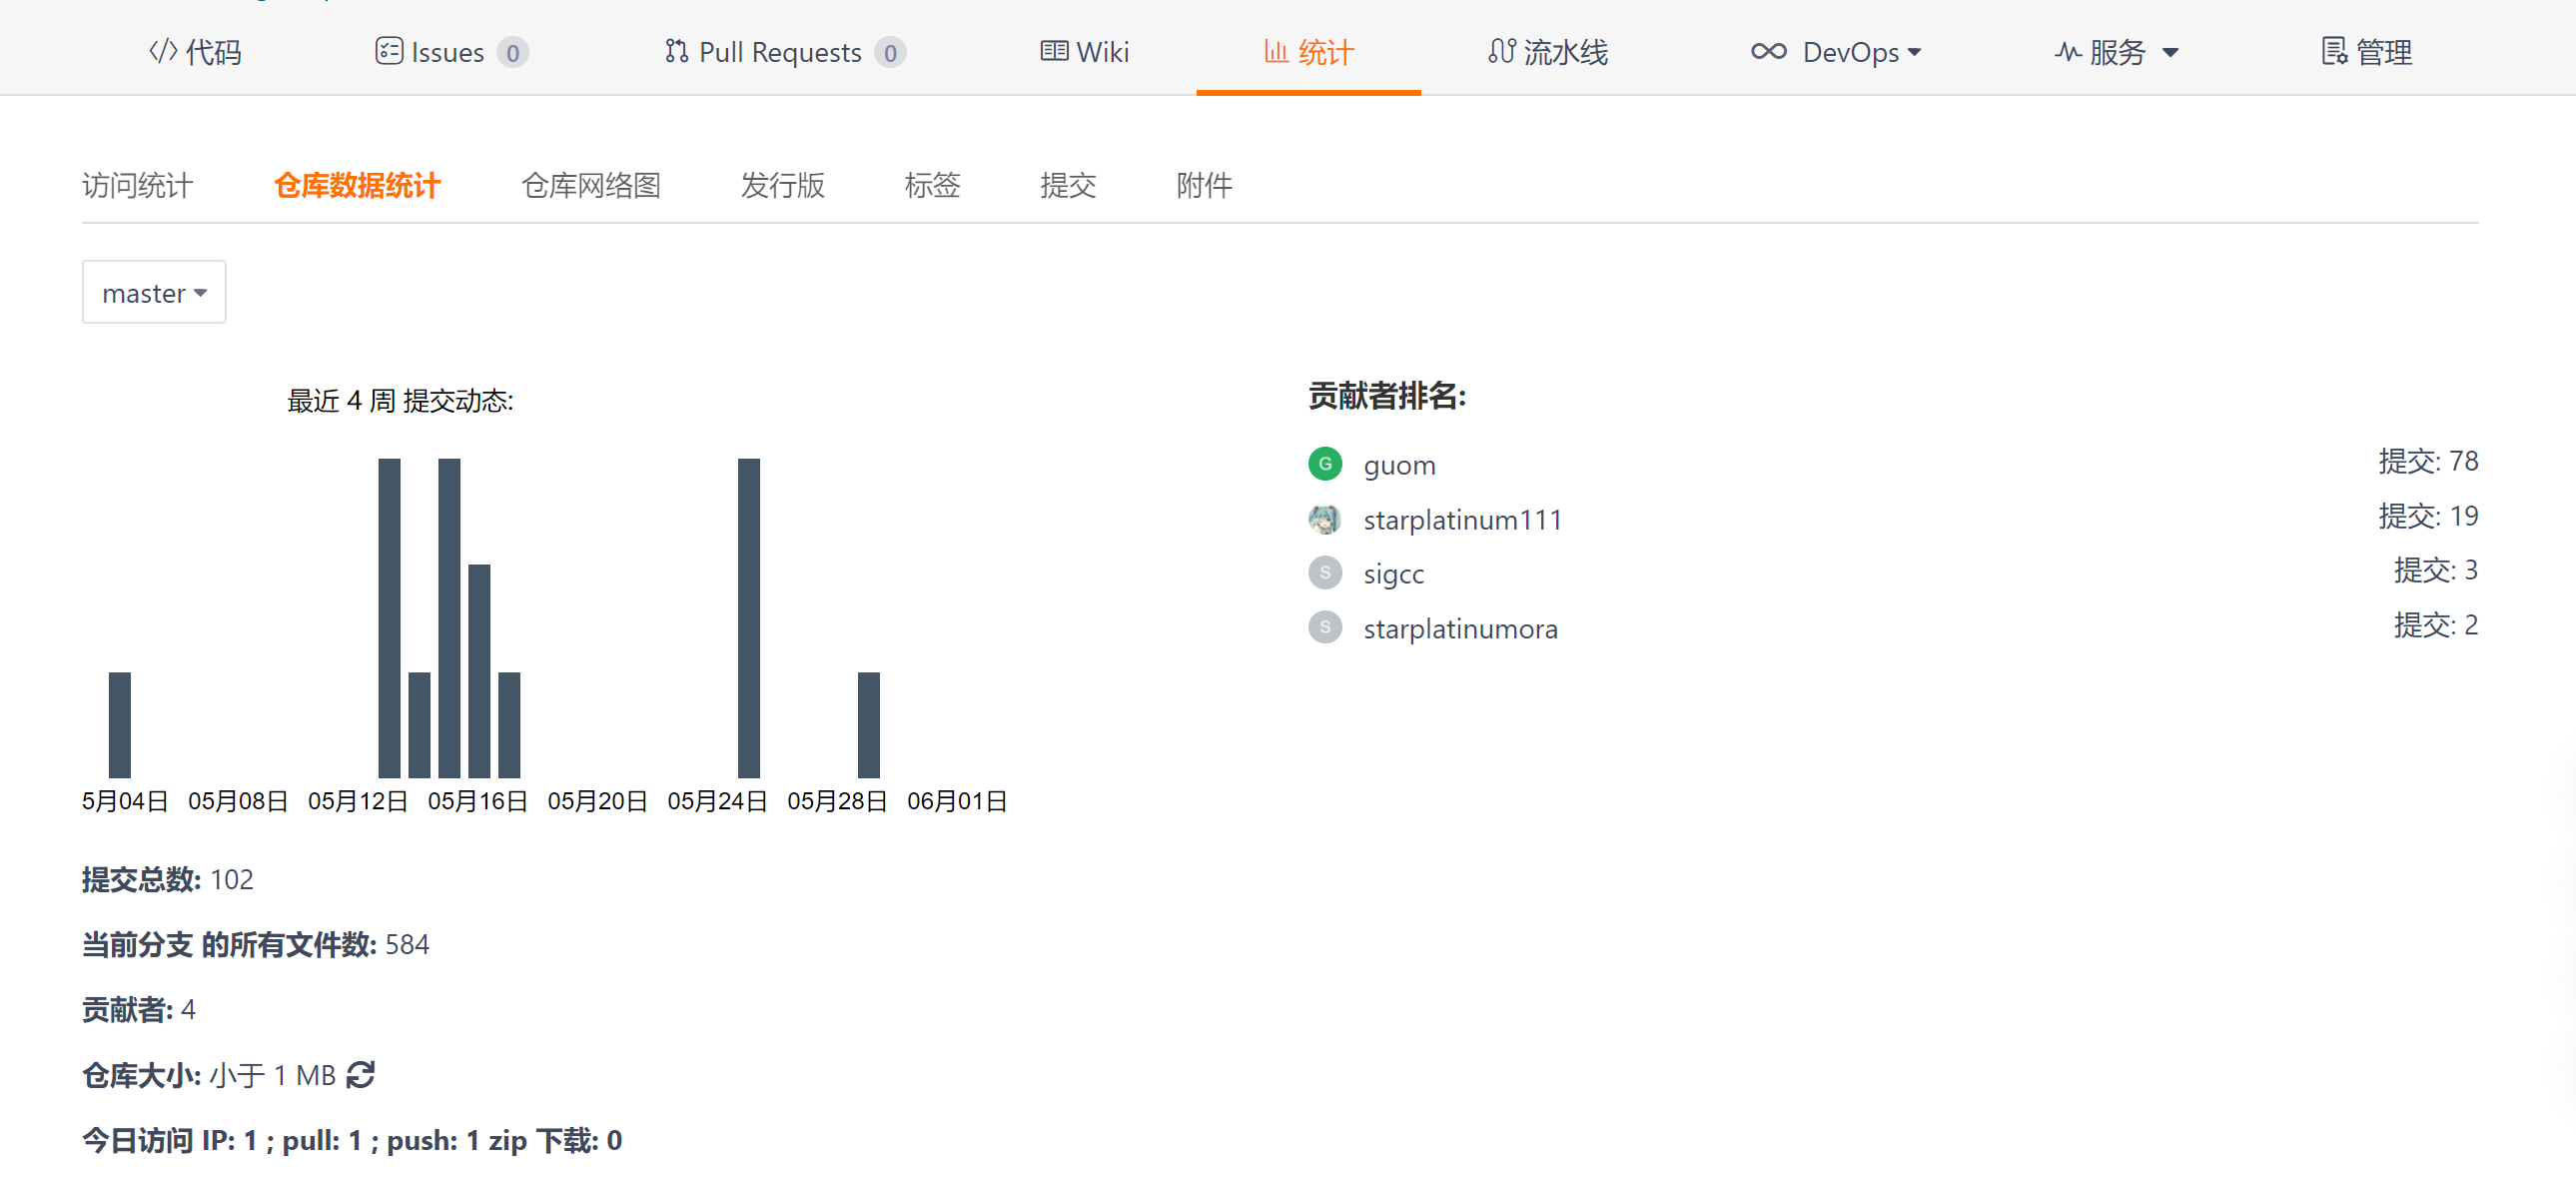 代码 Issues 0 Pull Requests 0 Wiki 统计 流水线 DevOps 服务 管理
访问统计 仓库数据统计 仓库网络图 发行版 标签 提交 附件
master
最近 4 周 提交动态:
5月04日 05月08日 05月12日 05月16日 05月20日 05月24日 05月28日 06月01日
提交总数: 102
当前分支 的所有文件数: 584
贡献者: 4
仓库大小: 小于 1 MB
今日访问 IP: 1 ; pull: 1 ; push: 1 zip 下载: 0
贡献者排名:
G guom 提交: 78
starplatinum111 提交: 19
S sigcc 提交: 3
S starplatinumora 提交: 2